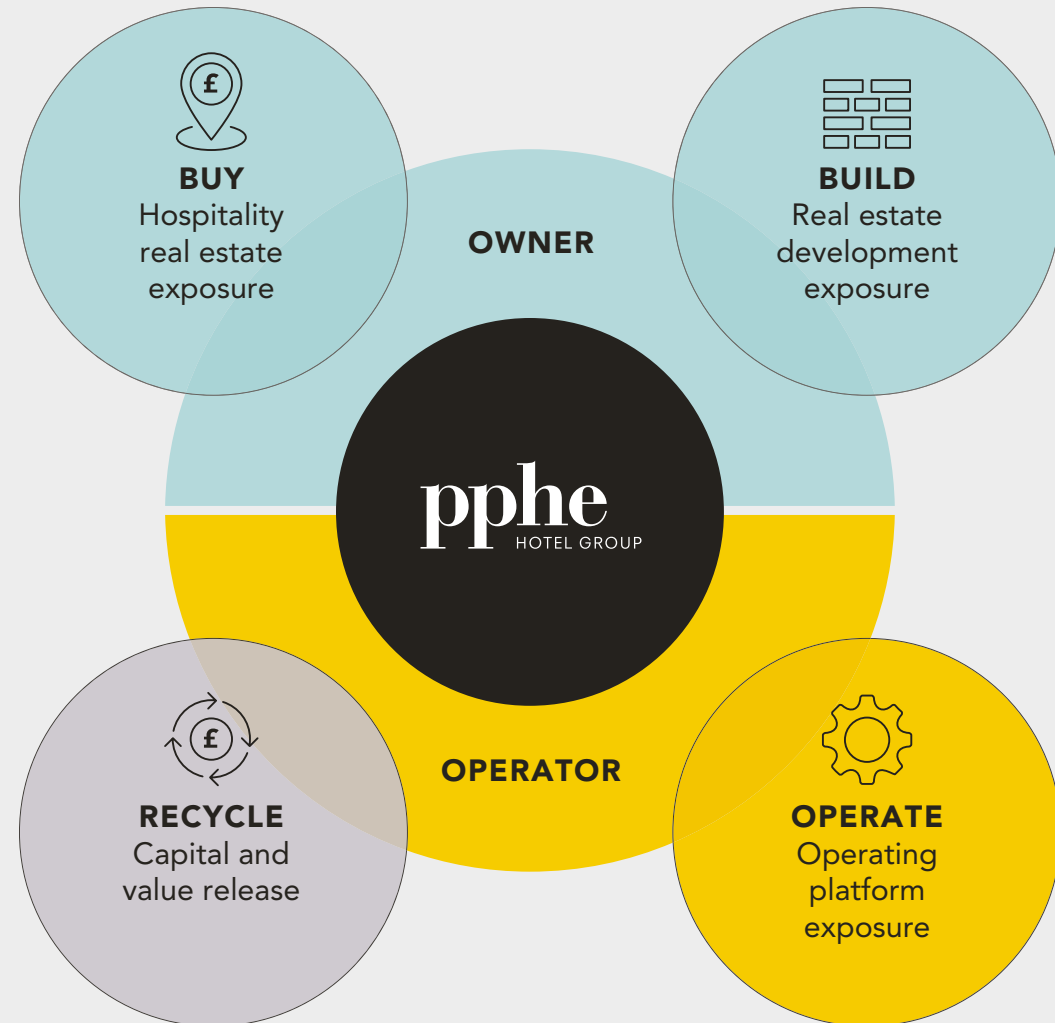 £
BUY
Hospitality
real estate
exposure
BUILD
Real estate
development
exposure
OWNER
pphe
HOTEL GROUP
OPERATOR
£
RECYCLE
Capital and
value release
OPERATE
Operating
platform
exposure